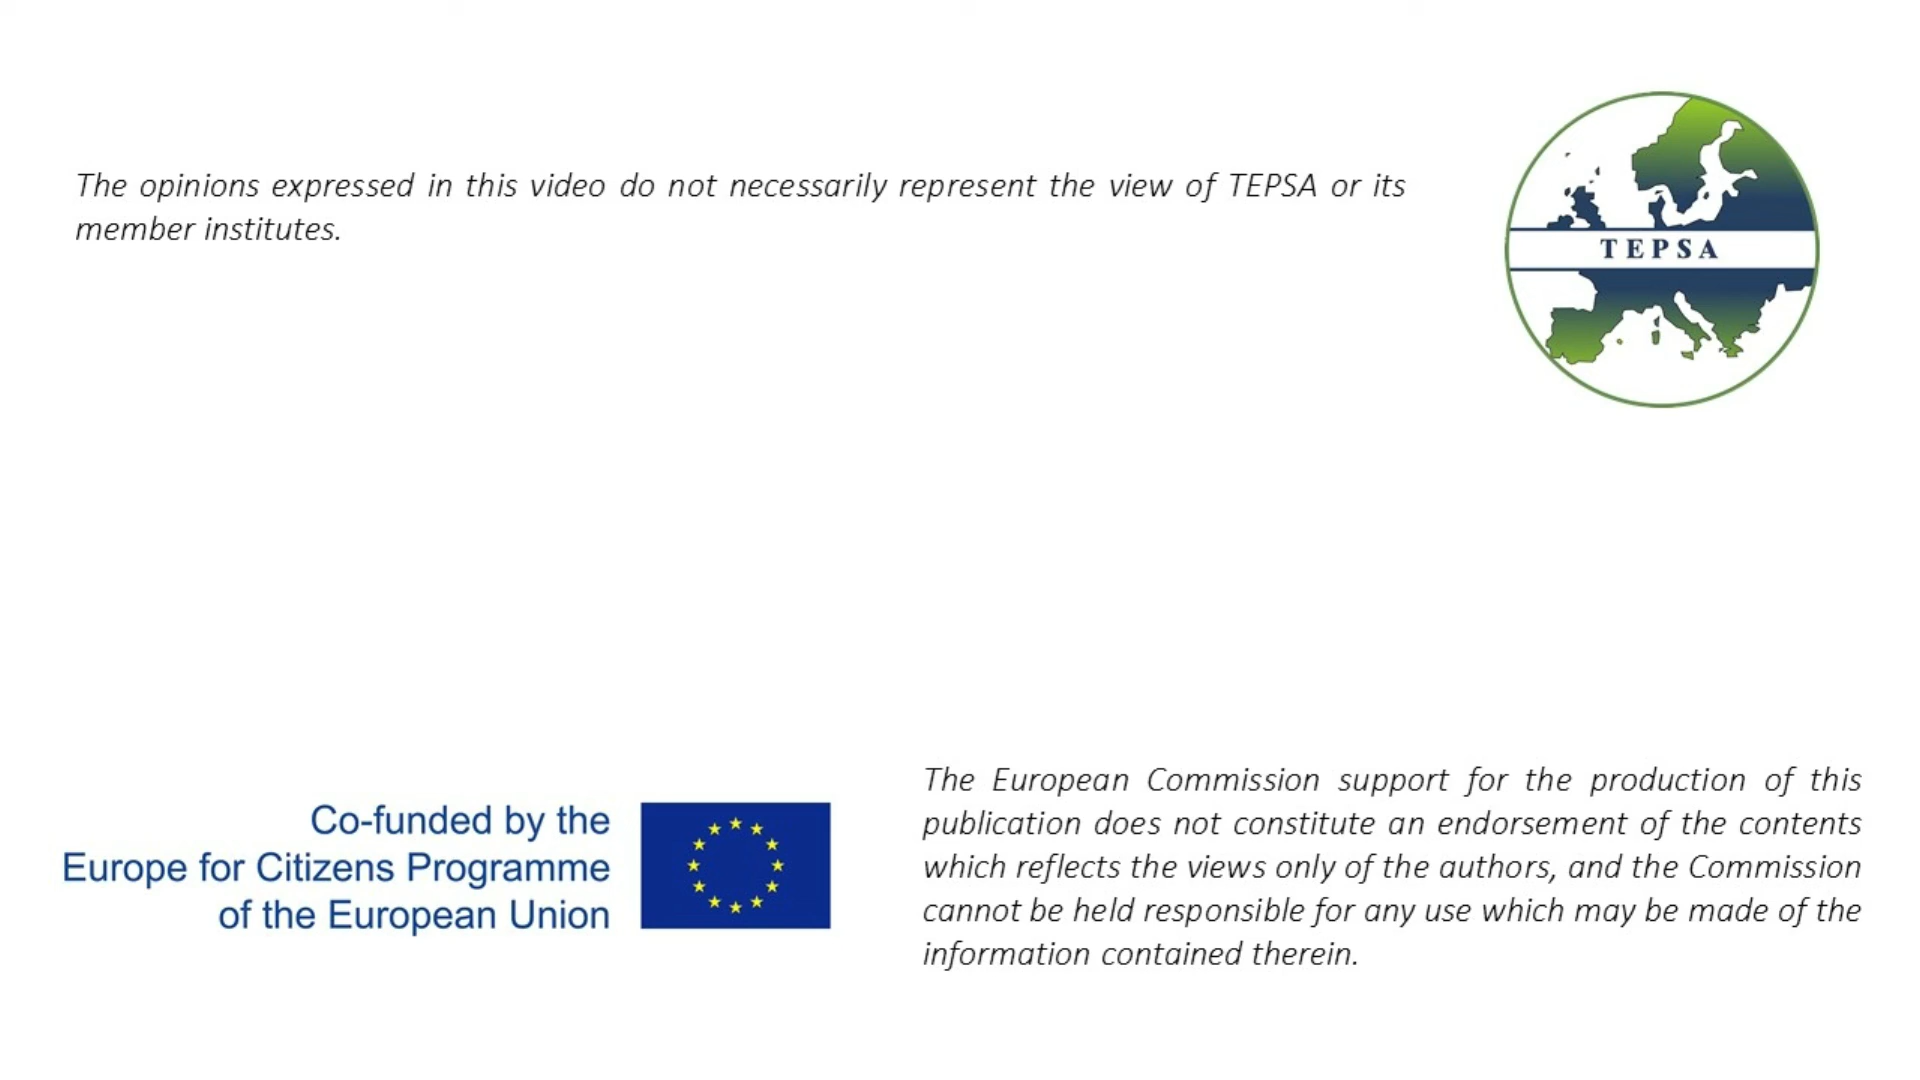 The opinions expressed in this video do not necessarily represent the view of TEPSA or its
member institutes.
TEPSA
Co-funded by the
Europe for Citizens Programme
of the European Union
The European Commission support for the production of this
publication does not constitute an endorsement of the contents
which reflects the views only of the authors, and the Commission
cannot be held responsible for any use which may be made of the
information contained therein.